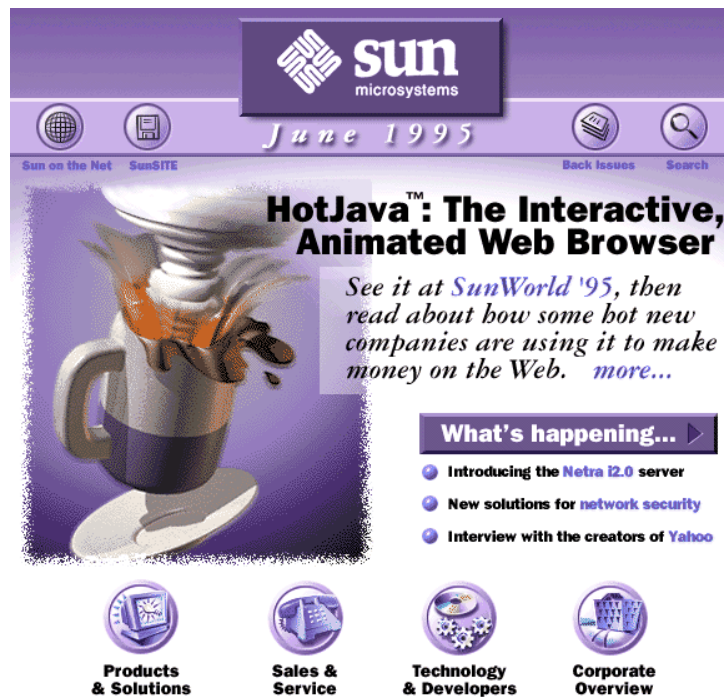 sun
microsystems
June 1995
Sun on the Net
SunSITE
Back Issues
Search
HotJava™: The Interactive,
Animated Web Browser
See it at SunWorld '95, then
read about how some hot new
companies are using it to make
money on the Web. more...
What's happening...
Introducing the Netra i2.0 server
New solutions for network security
Interview with the creators of Yahoo
Products
& Solutions
Sales &
Service
Technology
& Developers
Corporate
Overview